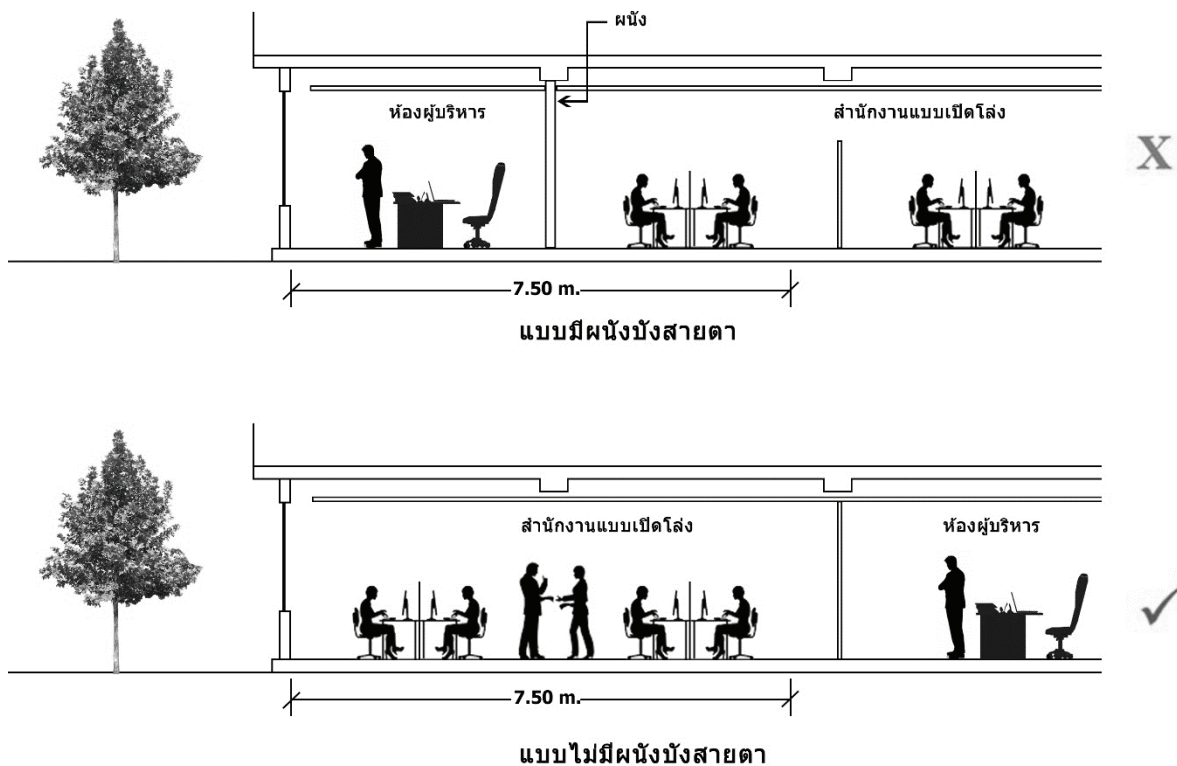 ผนัง
ห้องผู้บริหาร
สำนักงานแบบเปิดโล่ง
X
7.50 m.
แบบมีผนังบังสายตา
สำนักงานแบบเปิดโล่ง
ห้องผู้บริหาร
7.50 m.
แบบไม่มีผนังบังสายตา